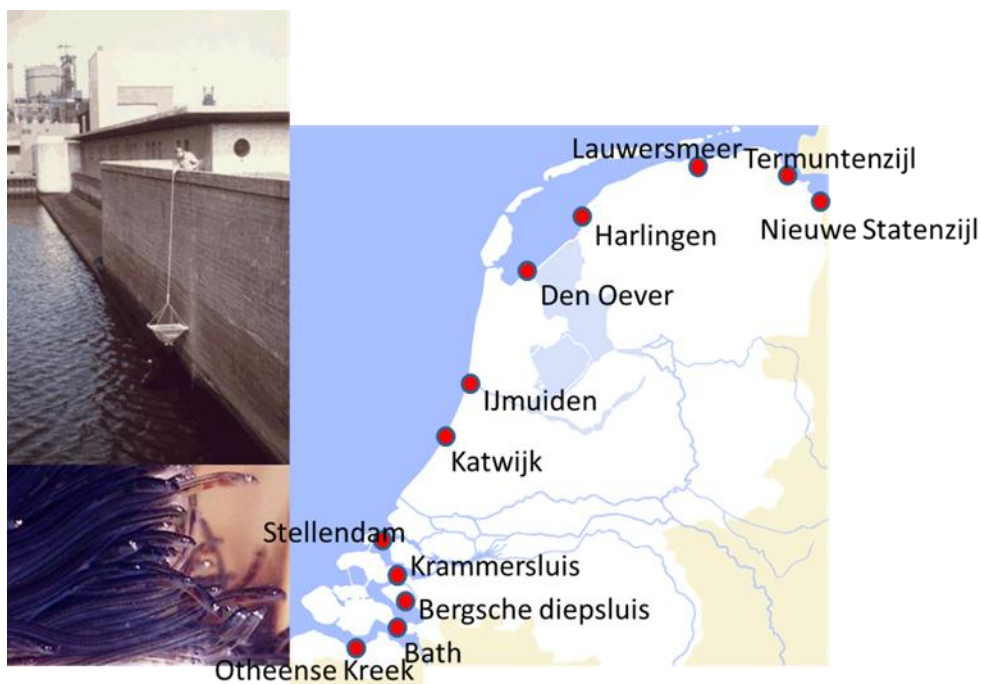 Lauwersmeer
Termuntenzijl
Nieuwe Statenzijl
Harlingen
Den Oever
IJmuiden
Katwijk
Stellendam
Krammersluis
Bergsche diepsluis
Bath
Otheense Kreek